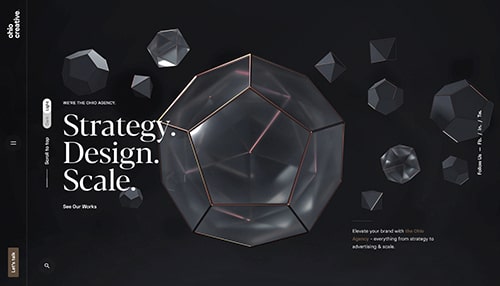 ohio
creative.
WE'RE THE OHIO AGENCY.
Strategy.
Design.
Scale.
See Our Works
Dark
Light
Scroll to top
Let's talk
Follow Us — Fb. / In. / Tw.
Elevate your brand with the Ohio
Agency - everything from strategy to
advertising & scale.